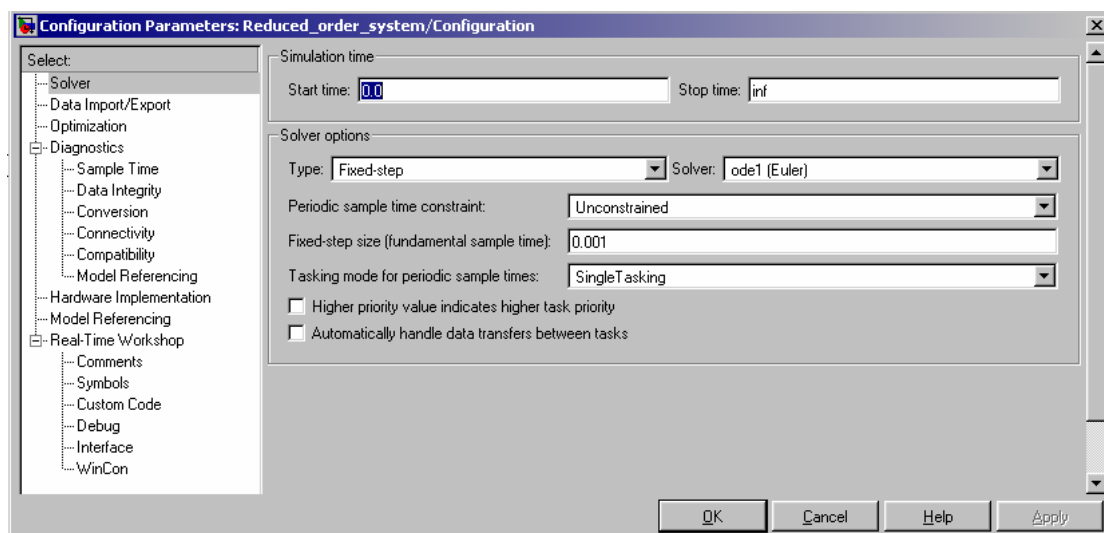 Configuration Parameters: Reduced_order_system/Configuration
Select:
Solver
Data Import/Export
Optimization
Diagnostics
Sample Time
Data Integrity
Conversion
Connectivity
Compatibility
Model Referencing
Hardware Implementation
Model Referencing
Real-Time Workshop
Comments
Symbols
Custom Code
Debug
Interface
WinCon
Simulation time
Start time: 0.0 Stop time: inf
Solver options
Type: Fixed-step Solver: ode1 (Euler)
Periodic sample time constraint: Unconstrained
Fixed-step size (fundamental sample time): 0.001
Tasking mode for periodic sample times: SingleTasking
Higher priority value indicates higher task priority
Automatically handle data transfers between tasks
OK Cancel Help Apply